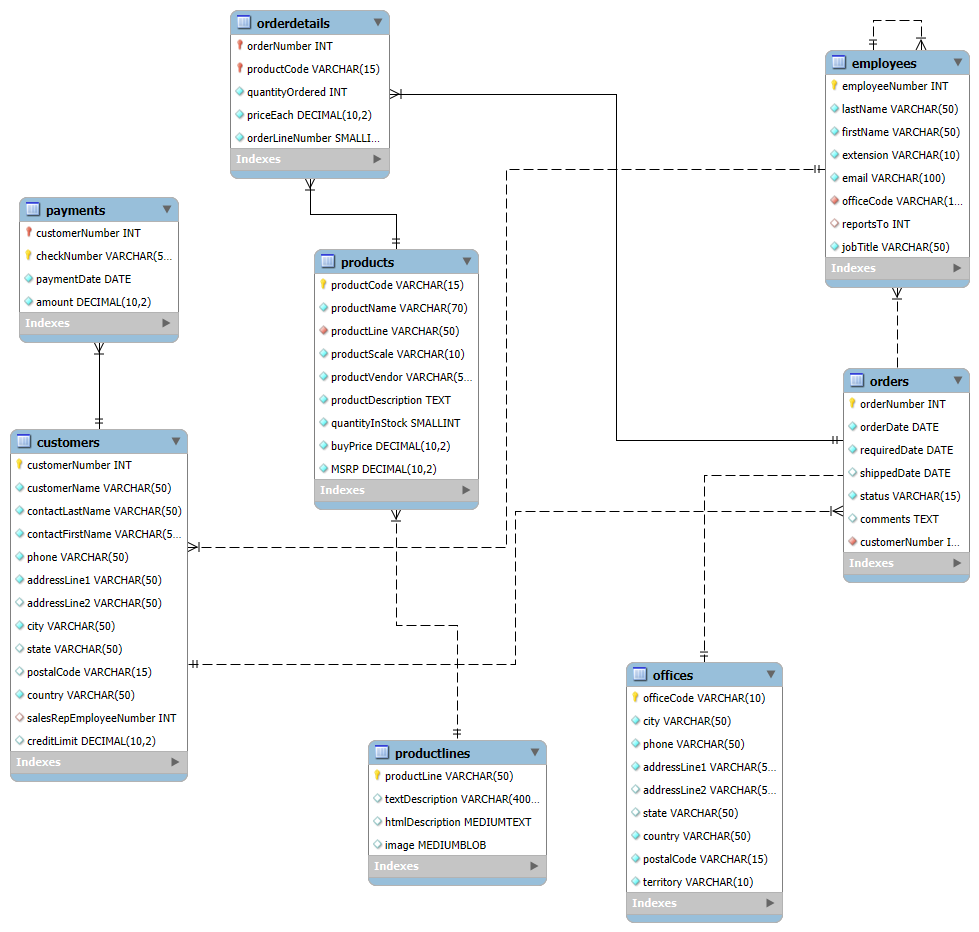 orderdetails
orderNumber INT
productCode VARCHAR(15)
quantityOrdered INT
priceEach DECIMAL(10,2)
orderLineNumber SMALLI...
Indexes
employees
employeeNumber INT
lastName VARCHAR(50)
firstName VARCHAR(50)
extension VARCHAR(10)
email VARCHAR(100)
officeCode VARCHAR(1...
reportsTo INT
jobTitle VARCHAR(50)
Indexes
payments
customerNumber INT
checkNumber VARCHAR(5...
paymentDate DATE
amount DECIMAL(10,2)
Indexes
products
productCode VARCHAR(15)
productName VARCHAR(70)
productLine VARCHAR(50)
productScale VARCHAR(10)
productVendor VARCHAR(5...
productDescription TEXT
quantityInStock SMALLINT
buyPrice DECIMAL(10,2)
MSRP DECIMAL(10,2)
Indexes
orders
orderNumber INT
orderDate DATE
requiredDate DATE
shippedDate DATE
status VARCHAR(15)
comments TEXT
customerNumber I...
Indexes
customers
customerNumber INT
customerName VARCHAR(50)
contactLastName VARCHAR(50)
contactFirstName VARCHAR(5...
phone VARCHAR(50)
addressLine1 VARCHAR(50)
addressLine2 VARCHAR(50)
city VARCHAR(50)
state VARCHAR(50)
postalCode VARCHAR(15)
country VARCHAR(50)
salesRepEmployeeNumber INT
creditLimit DECIMAL(10,2)
Indexes
productlines
productLine VARCHAR(50)
textDescription VARCHAR(400...
htmlDescription MEDIUMTEXT
image MEDIUMBLOB
Indexes
offices
officeCode VARCHAR(10)
city VARCHAR(50)
phone VARCHAR(50)
addressLine1 VARCHAR(5...
addressLine2 VARCHAR(5...
state VARCHAR(50)
country VARCHAR(50)
postalCode VARCHAR(15)
territory VARCHAR(10)
Indexes